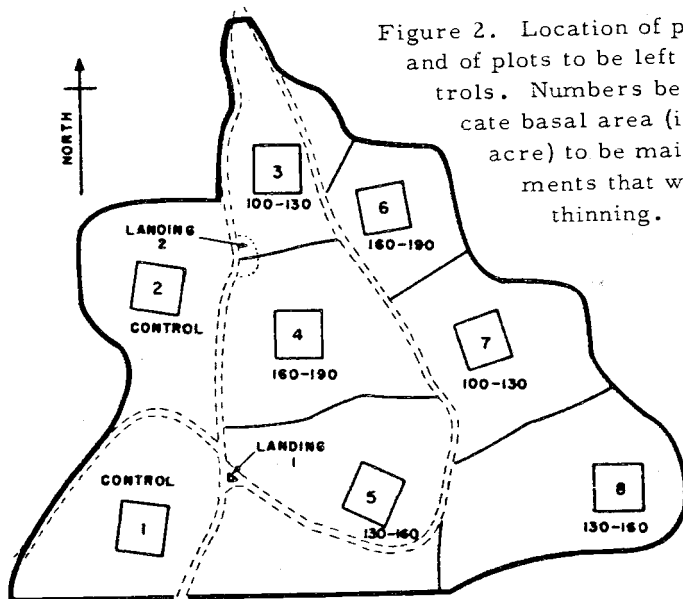 Figure 2. Location of p
and of plots to be left
trols. Numbers be
cate basal area (i
acre) to be mai
ments that w
thinning.
NORTH
3
100-130
6
160-190
LANDING
2
2
CONTROL
4
160-190
7
100-130
LANDING
1
CONTROL
1
5
130-160
8
130-160